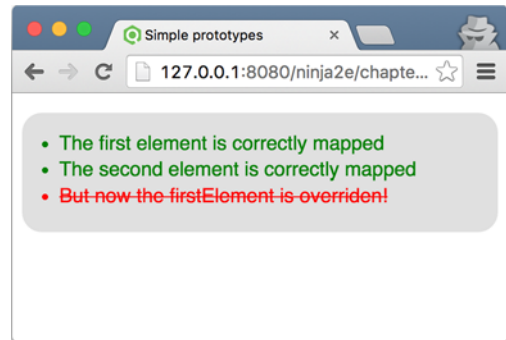 Simple prototypes
127.0.0.1:8080/ninja2e/chapte...
The first element is correctly mapped
The second element is correctly mapped
But now the firstElement is overriden!